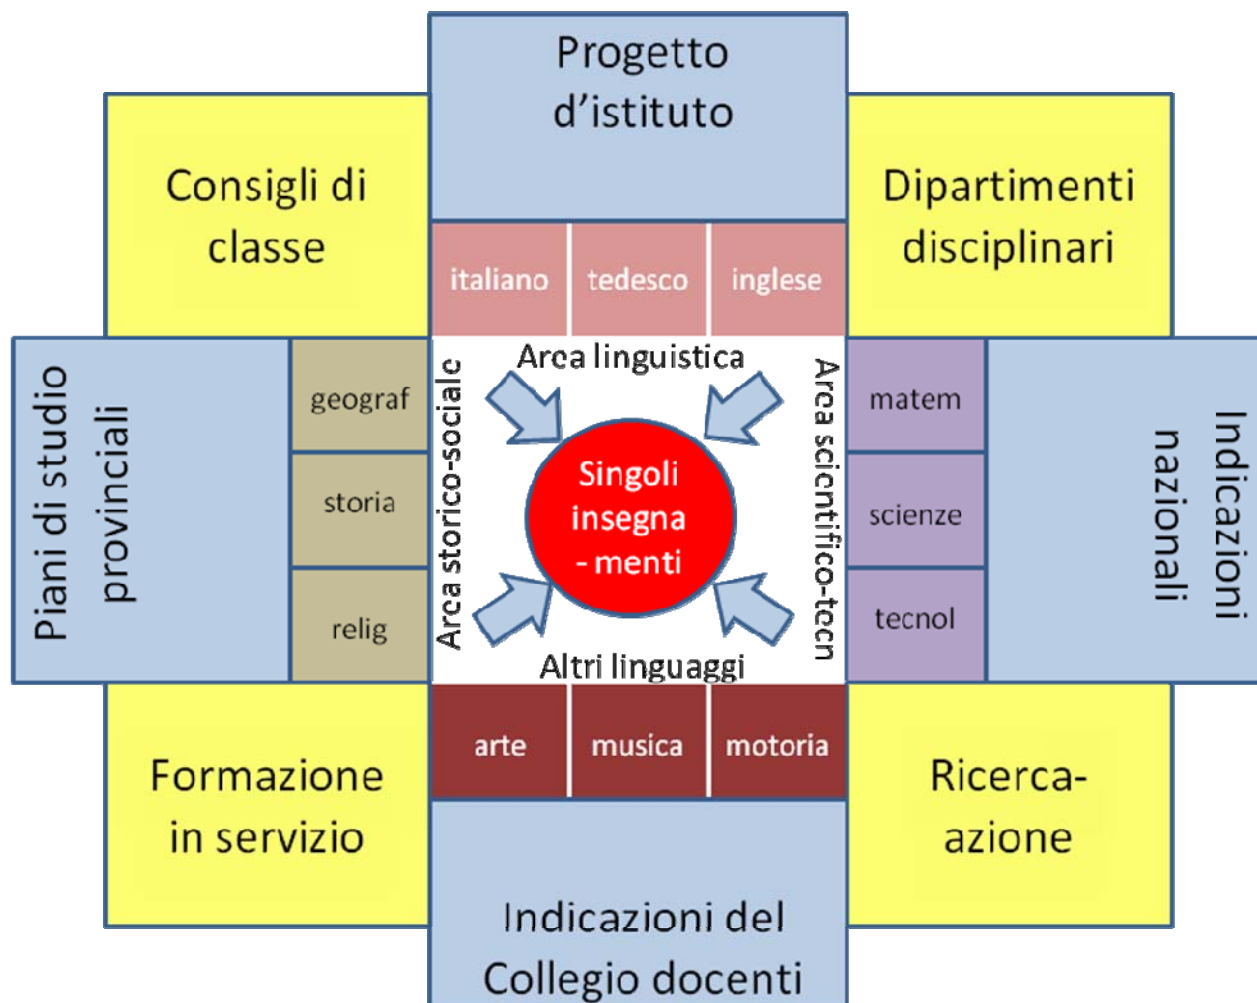 Progetto
d'istituto
Consigli di
classe
Dipartimenti
disciplinari
italiano
tedesco
inglese
Piani di studio
provinciali
geograf
storia
relig
Area storico-sociale
Area linguistica
Area scientifico-tecn
Singoli
insegna
- menti
Altri linguaggi
matem
scienze
tecnol
Indicazioni
nazionali
arte
musica
motoria
Formazione
in servizio
Ricerca-
azione
Indicazioni del
Collegio docenti